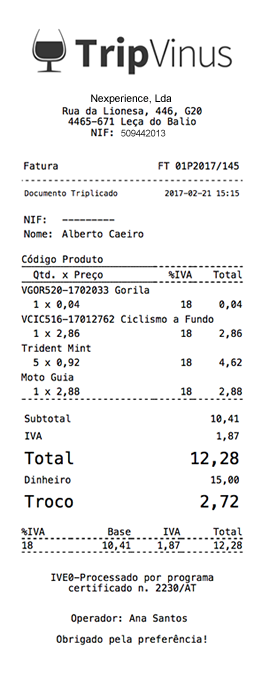 TripVinus
Nexperience, Lda
Rua da Lionesa, 446, G20
4465-671 Leça do Balio
NIF: 509442013
Fatura FT 01P2017/145
Documento Triplicado 2017-02-21 15:15
NIF: ---------
Nome: Alberto Caeiro
Código Produto
Qtd. x Preço %IVA Total
VGOR520-1702033 Gorila
1 x 0,04 18 0,04
VCIC516-17012762 Ciclismo a Fundo
1 x 2,86 18 2,86
Trident Mint
5 x 0,92 18 4,62
Moto Guia
1 x 2,88 18 2,88
Subtotal 10,41
IVA 1,87
Total 12,28
Dinheiro 15,00
Troco 2,72
%IVA Base IVA Total
18 10,41 1,87 12,28
IVE0-Processado por programa
certificado n. 2230/AT
Operador: Ana Santos
Obrigado pela preferência!